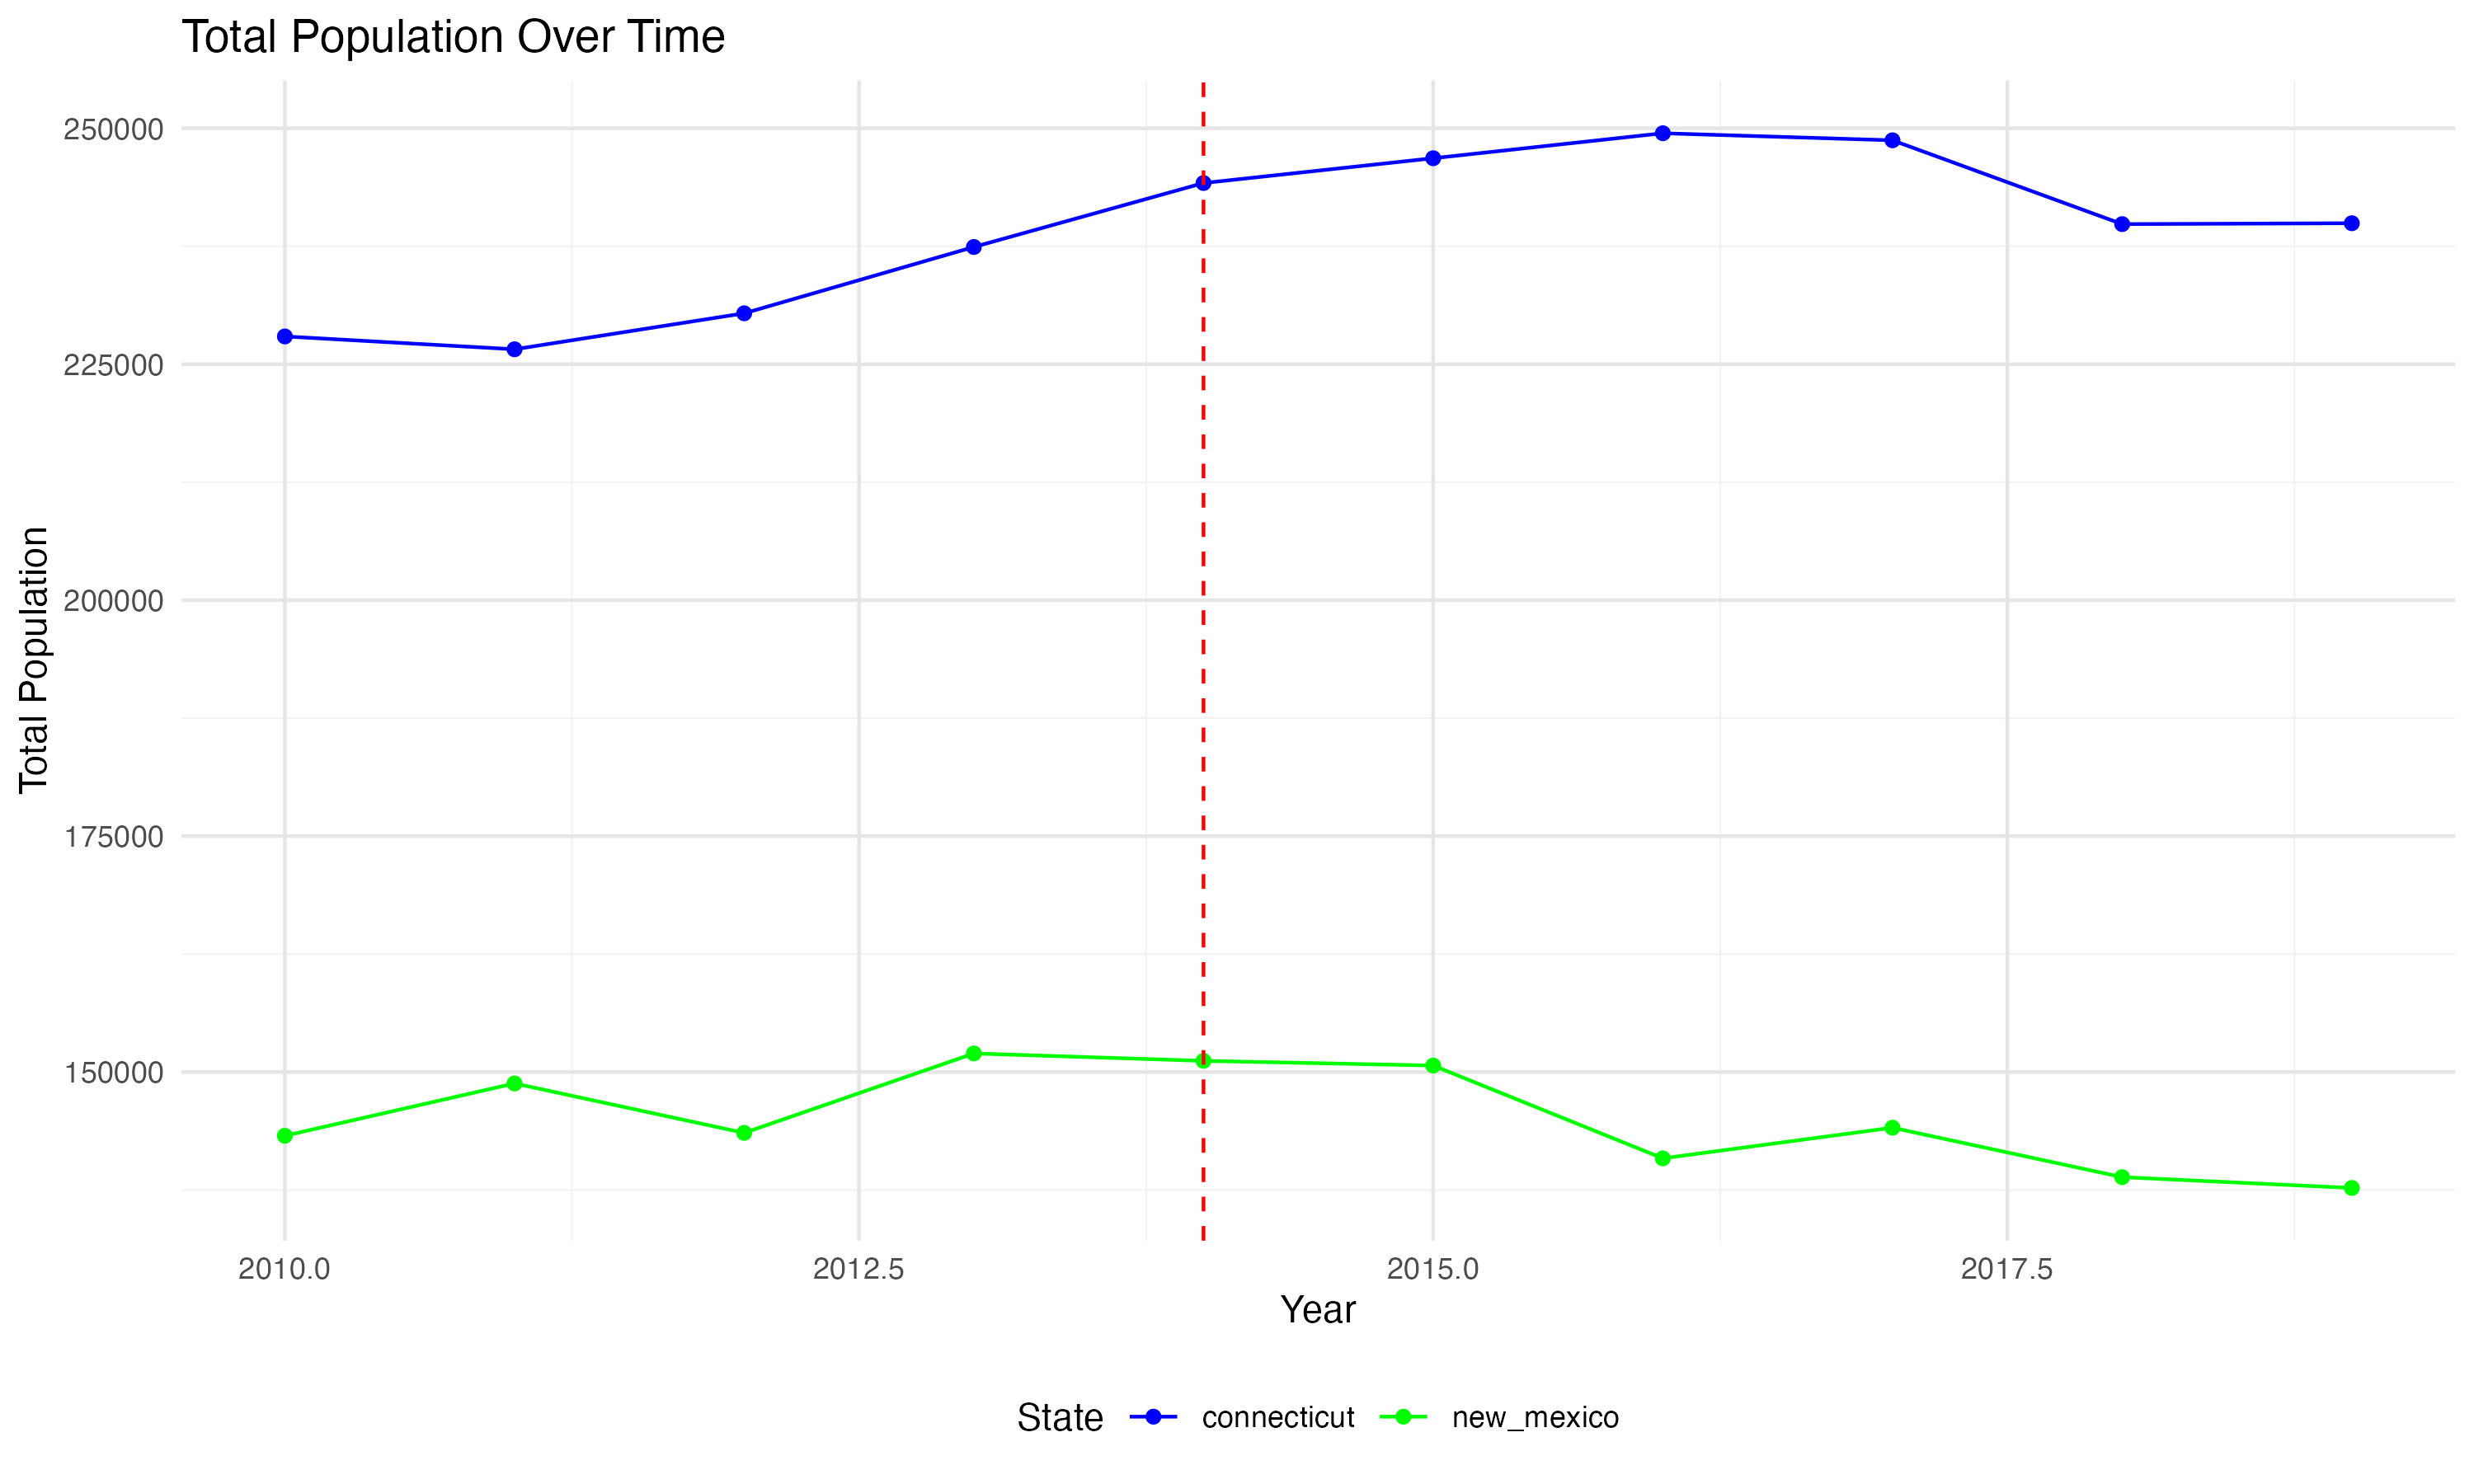 Total Population Over Time
Total Population
250000
225000
200000
175000
150000
2010.0 2012.5 2015.0 2017.5
Year
State connecticut new_mexico